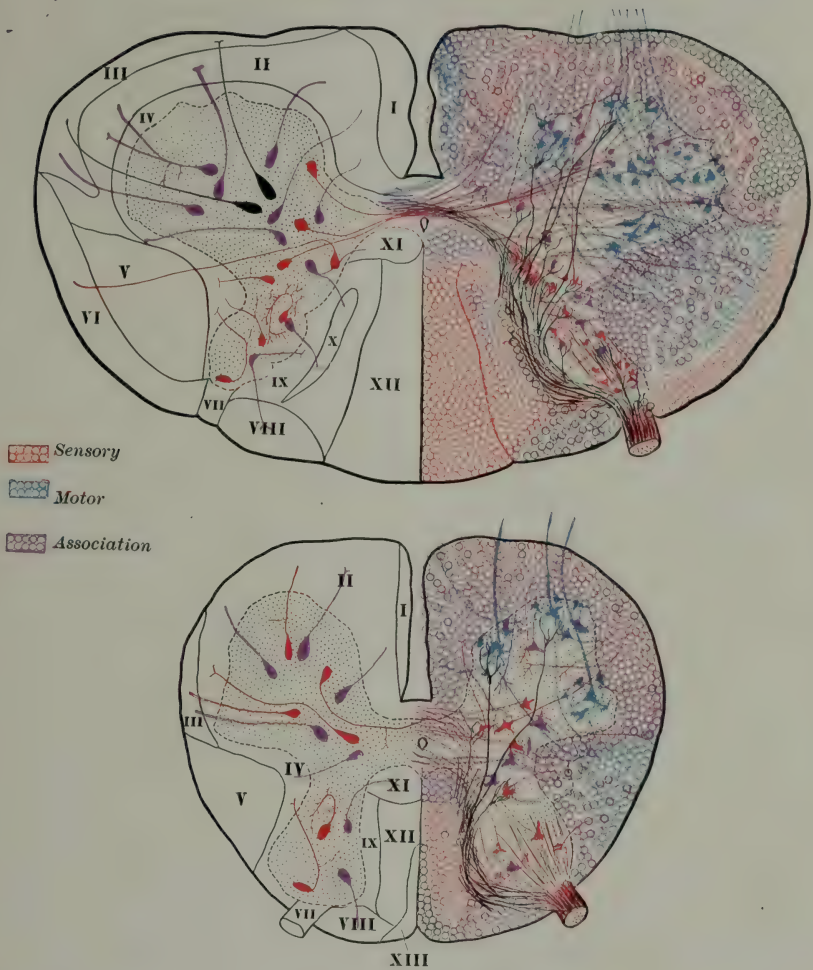 III
II
I
IV
V
XI
VI
X
IX
XII
VII
VIII
Sensory
Motor
Association
II
I
III
IV
V
XI
IX
XII
VII
VIII
XIII